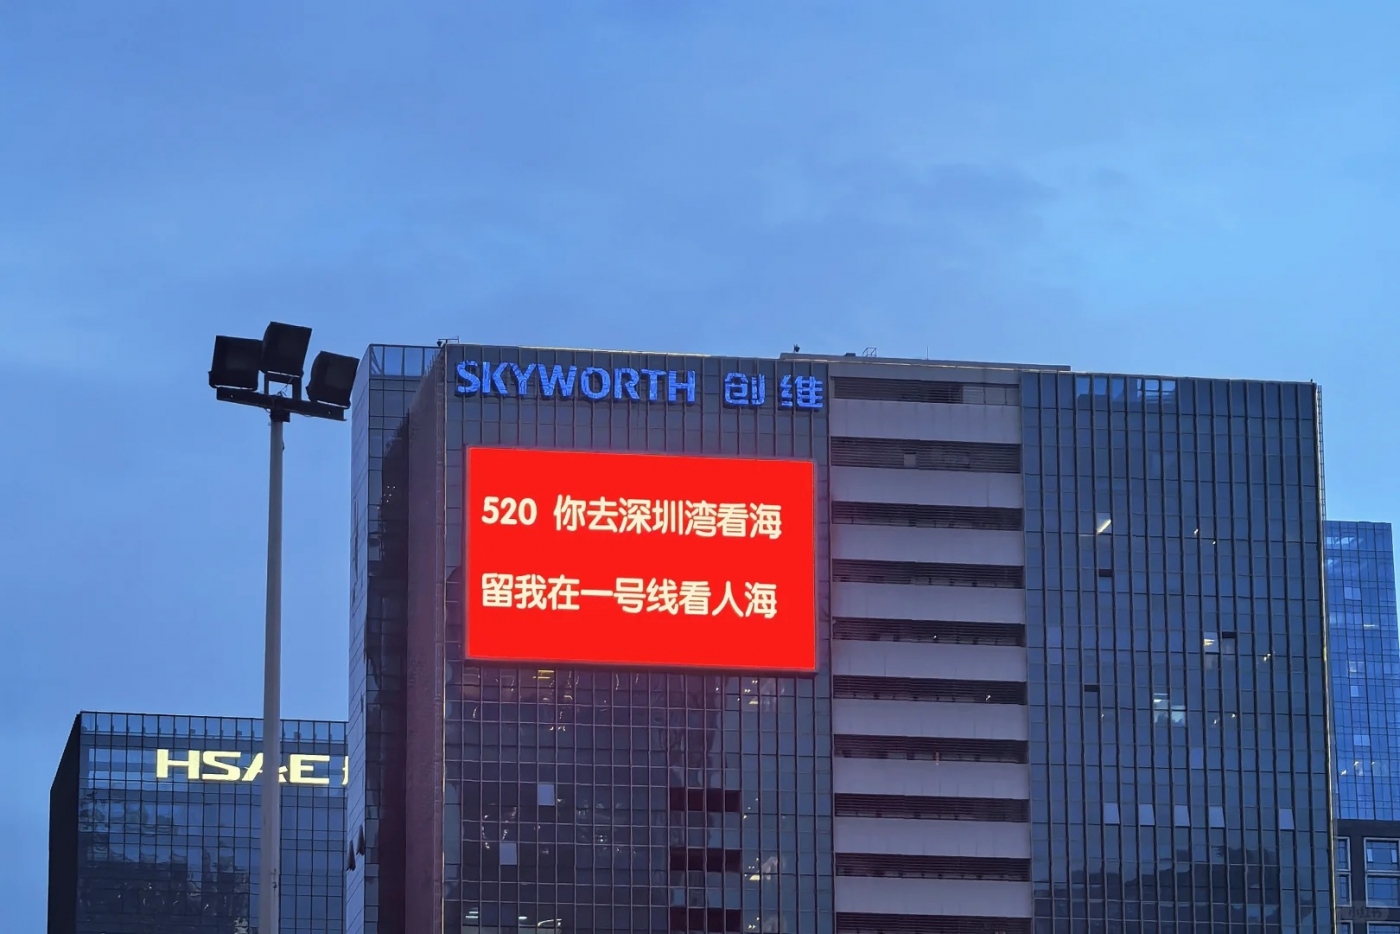 SKYWORTH 创维
520 你去深圳湾看海
留我在一号线看人海
HSAE